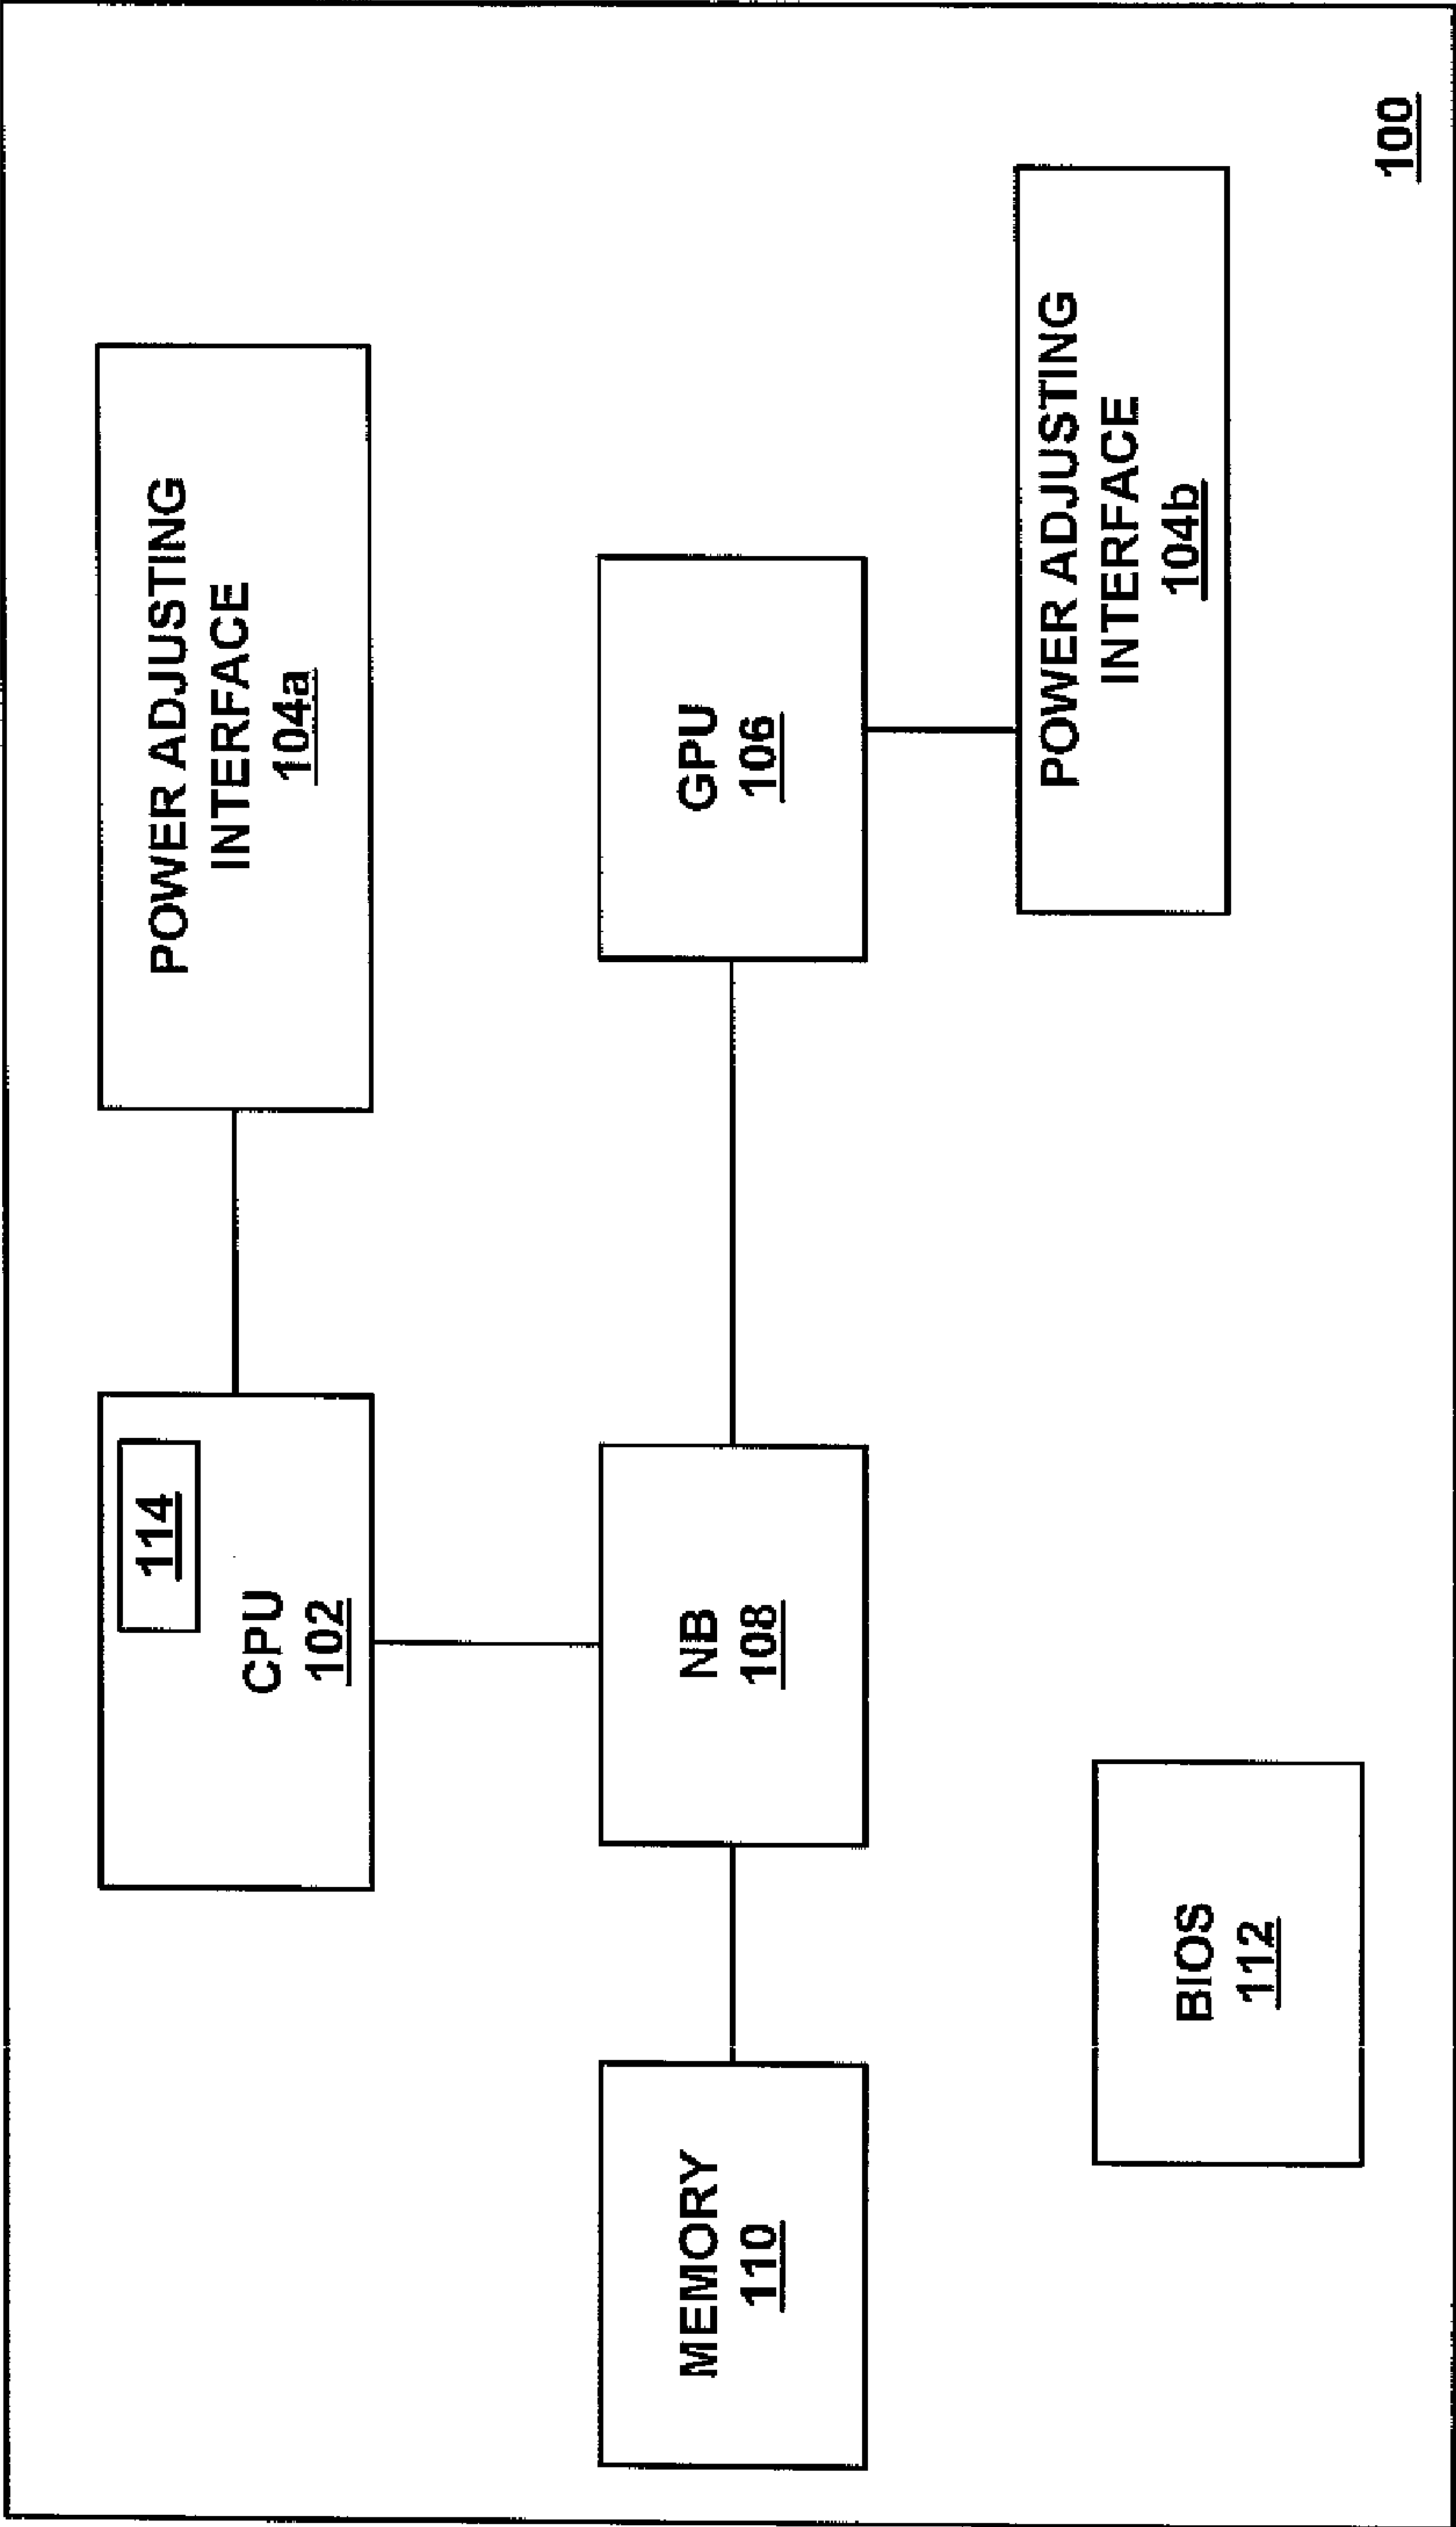 114
CPU
102
POWER ADJUSTING
INTERFACE
104a
MEMORY
110
NB
108
GPU
106
POWER ADJUSTING
INTERFACE
104b
BIOS
112
100